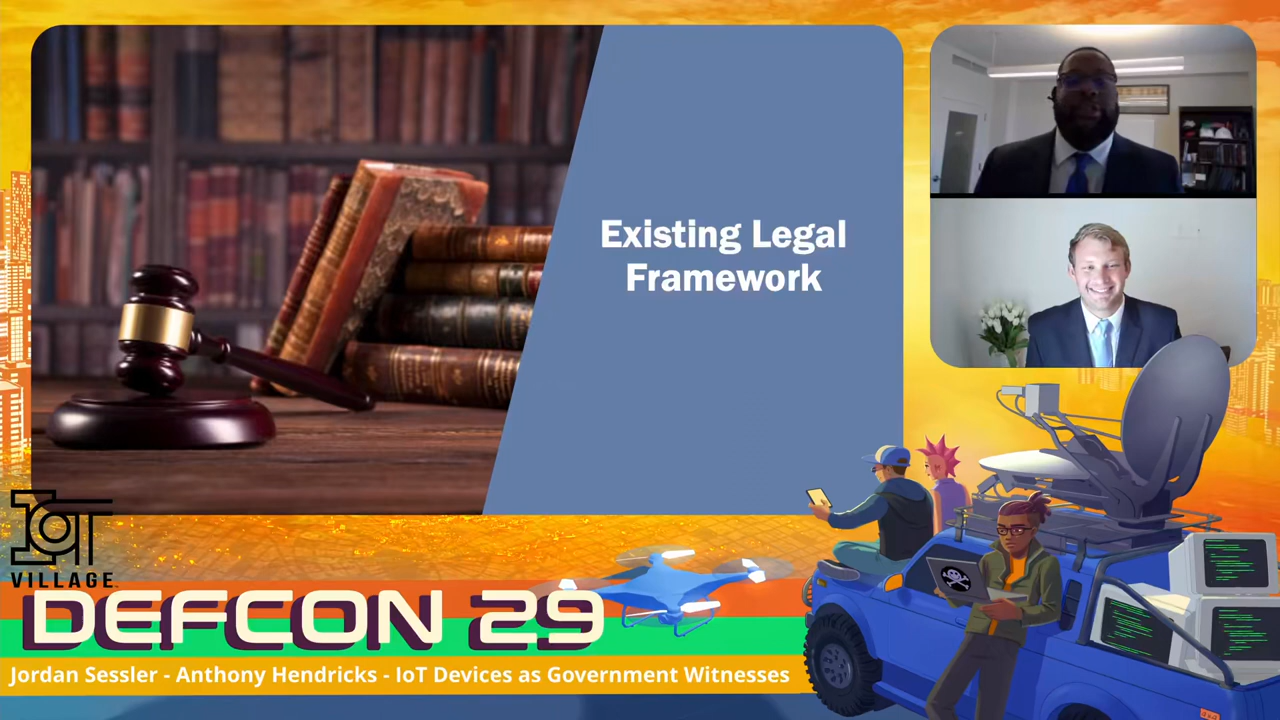 Existing Legal
Framework
IoT
VILLAGE
DEFCON 29
Jordan Sessler - Anthony Hendricks - IoT Devices as Government Witnesses